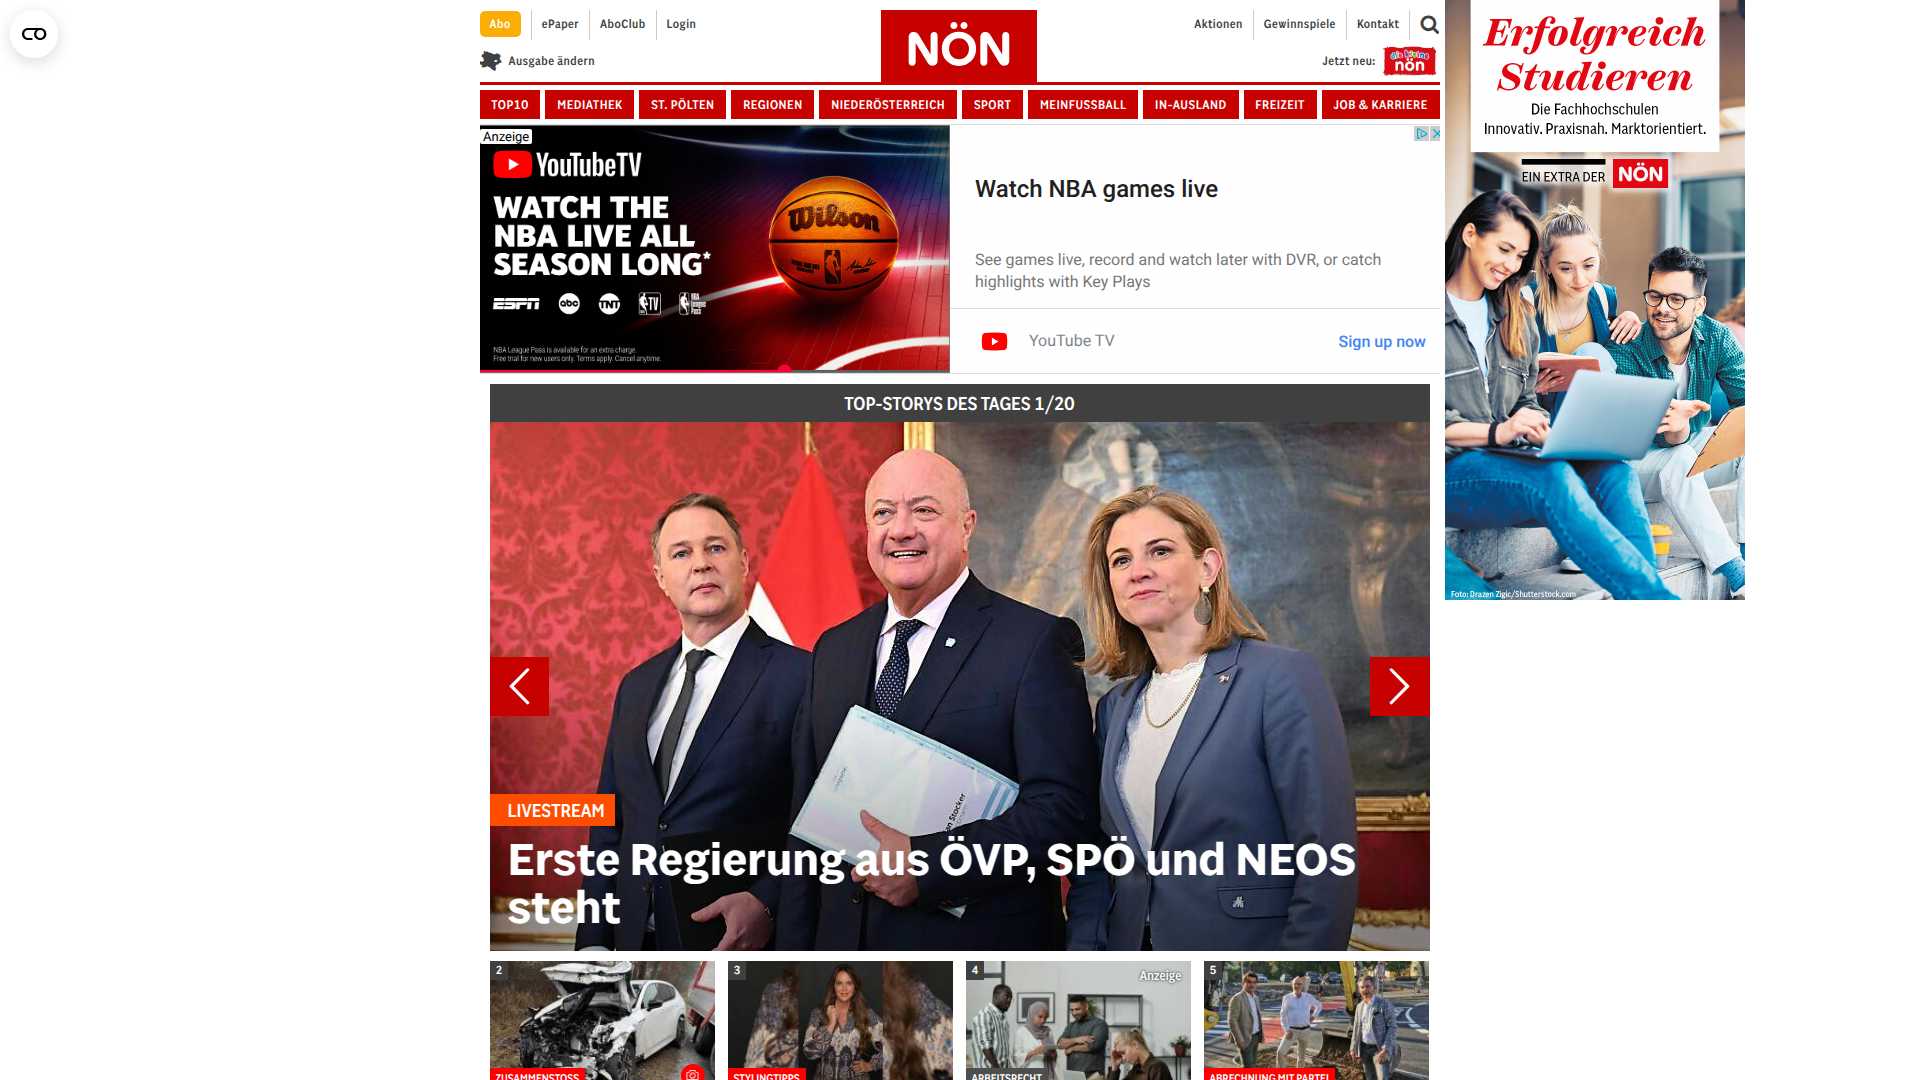 Abo
ePaper
AboClub
Login
NÖN
Aktionen
Gewinnspiele
Kontakt
Ausgabe ändern
Jetzt neu:
die kleine
nön
TOP10
MEDIATHEK
ST. PÖLTEN
REGIONEN
NIEDERÖSTERREICH
SPORT
MEINFUSSBALL
IN-AUSLAND
FREIZEIT
JOB & KARRIERE
Anzeige
YouTubeTV
WATCH THE
NBA LIVE ALL
SEASON LONG*
ESPN
abc
TNT
TV
NBA League Pass is available for an extra charge.
Free trial for new users only. Terms apply. Cancel anytime.
Wilson
Watch NBA games live
See games live, record and watch later with DVR, or catch
highlights with Key Plays
YouTube TV
Sign up now
Erfolgreich
Studieren
Die Fachhochschulen
Innovativ. Praxisnah. Marktorientiert.
EIN EXTRA DER
NÖN
Foto: Drazen Zigic/Shutterstock.com
TOP-STORYS DES TAGES 1/20
LIVESTREAM
Erste Regierung aus ÖVP, SPÖ und NEOS
steht
2
ZUSAMMENSTOSS
3
STYLINGTIPPS
4
Anzeige
ARBEITSRECHT
5
ABRECHNUNG MIT PARTEI